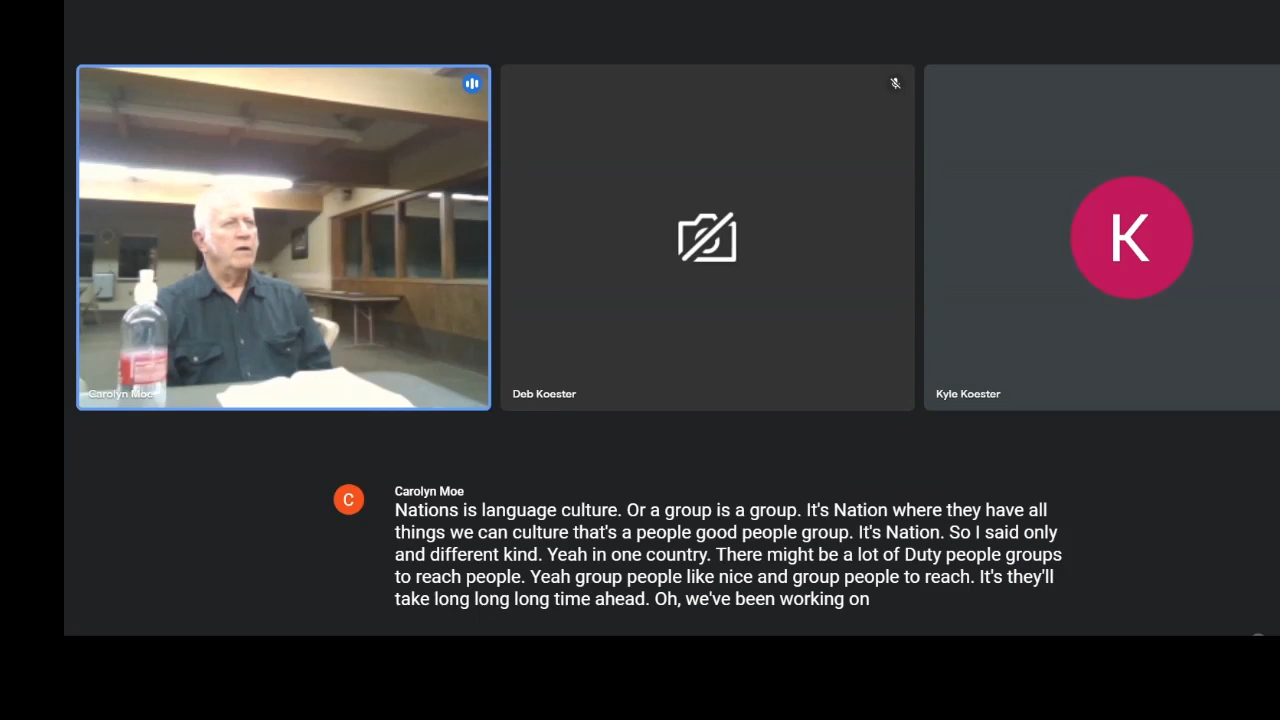 Carolyn Moe
Deb Koester
K
Kyle Koester
C
Carolyn Moe
Nations is language culture. Or a group is a group. It's Nation where they have all
things we can culture that's a people good people group. It's Nation. So I said only
and different kind. Yeah in one country. There might be a lot of Duty people groups
to reach people. Yeah group people like nice and group people to reach. It's they'll
take long long long time ahead. Oh, we've been working on